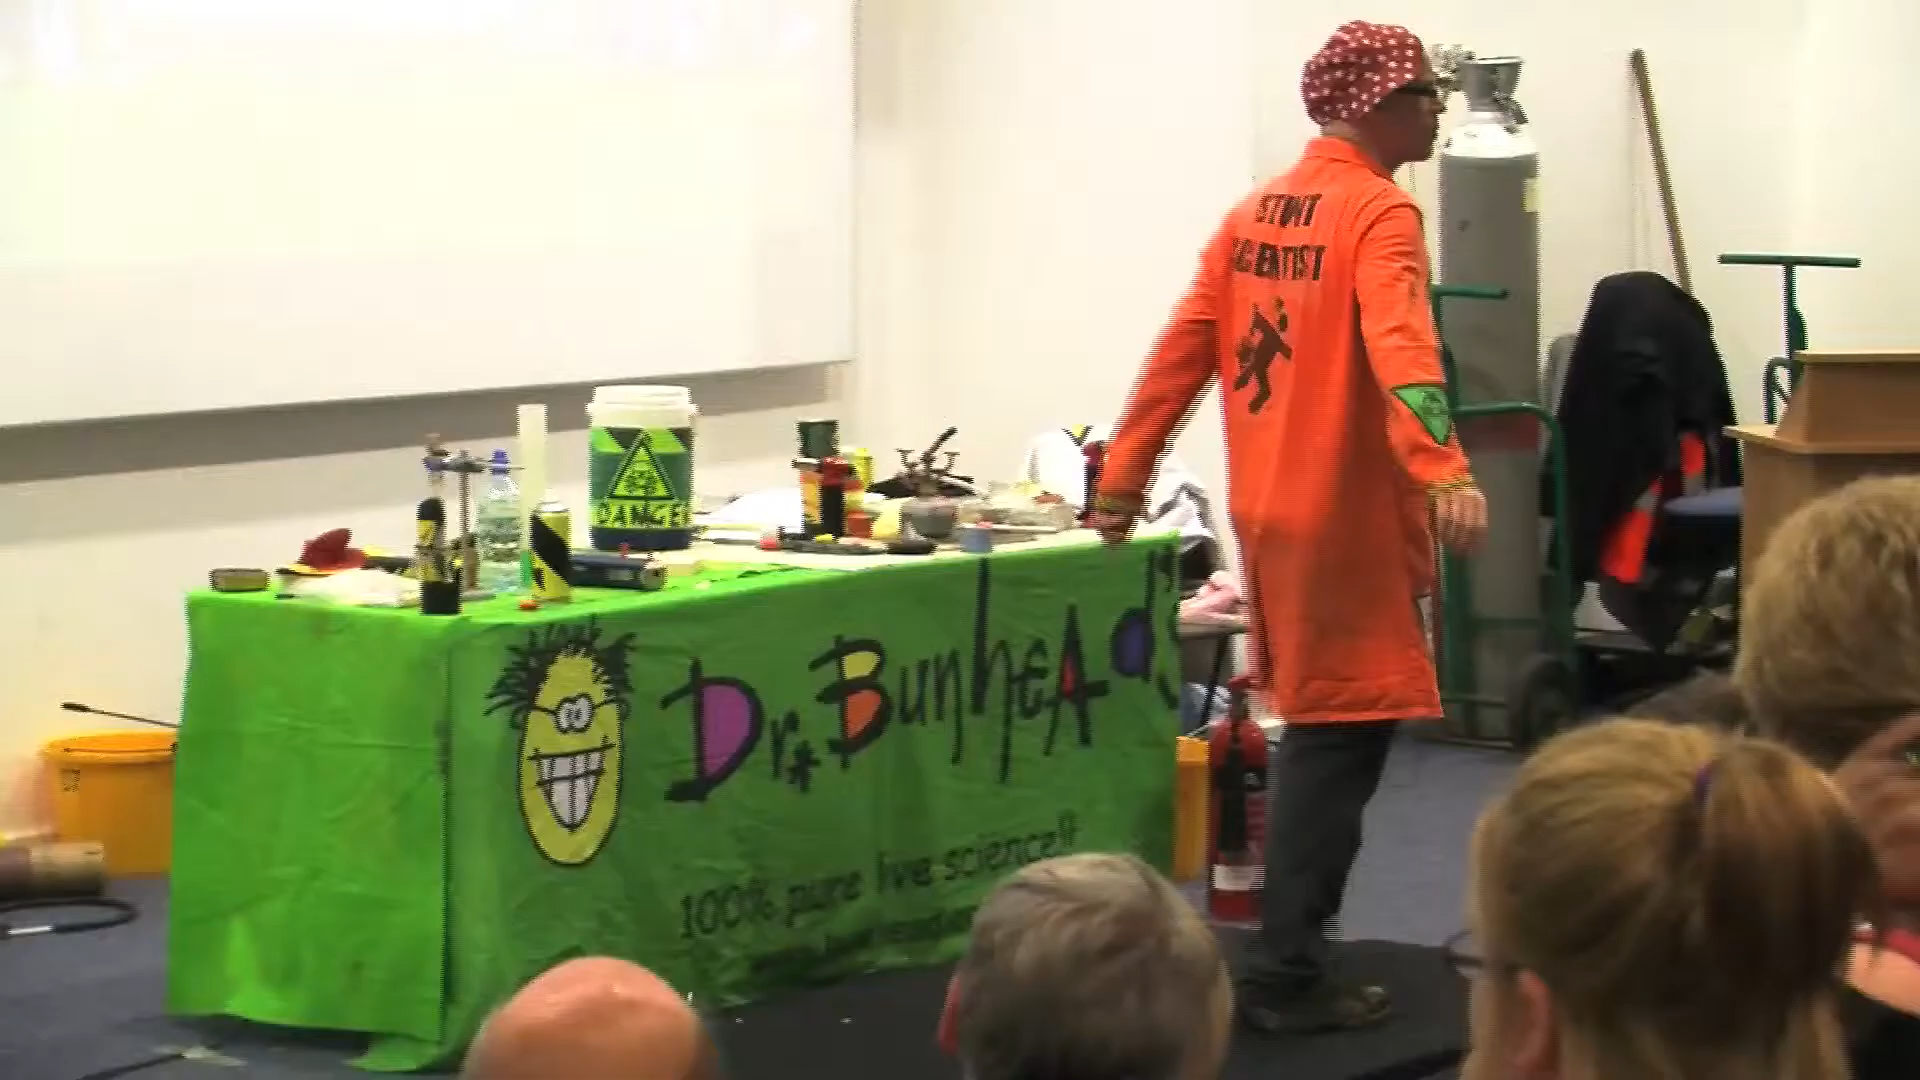 STUNT
SCIENTIST
DANGER
Dr. Bunhead's
100% pure live science!!